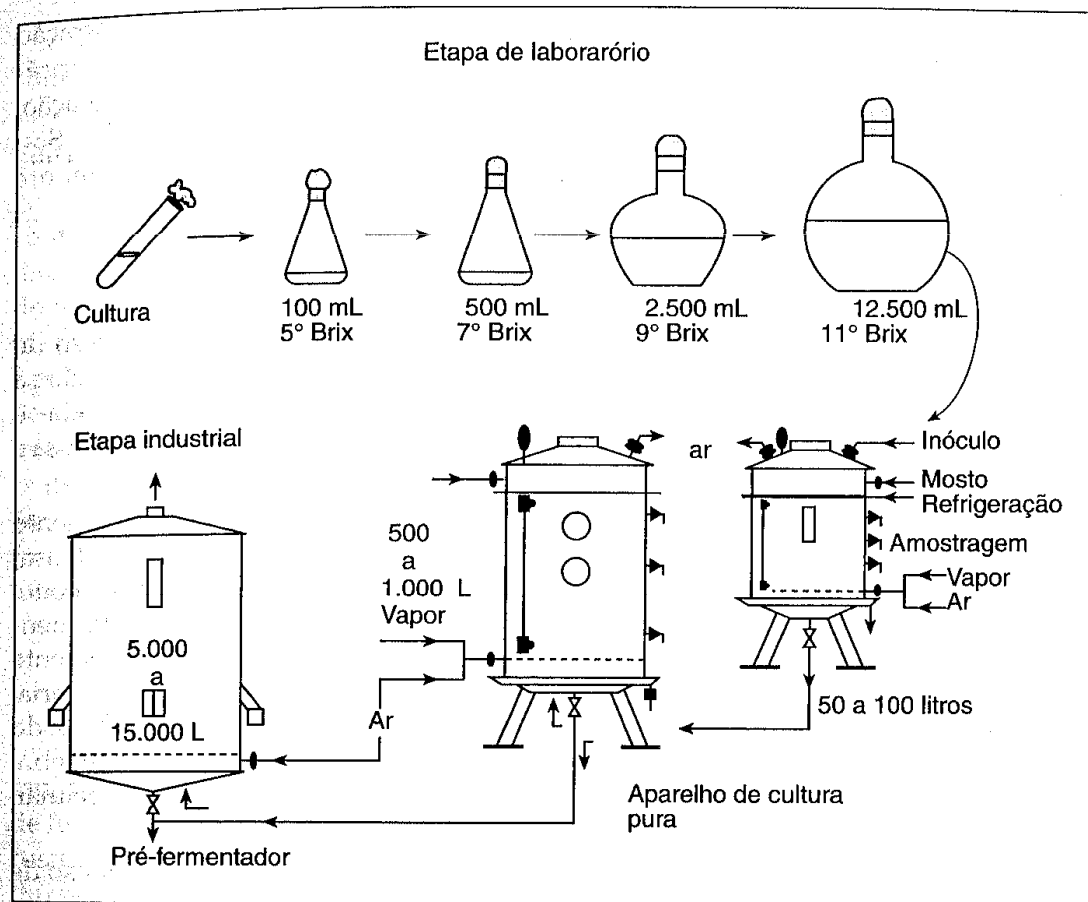 Etapa de laborarório
Cultura
100 mL
5° Brix
500 mL
7° Brix
2.500 mL
9° Brix
12.500 mL
11° Brix
Etapa industrial
ar
Inóculo
Mosto
Refrigeração
Amostragem
Vapor
Ar
500
a
1.000 L
Vapor
5.000
a
15.000 L
Ar
50 a 100 litros
Aparelho de cultura
pura
Pré-fermentador